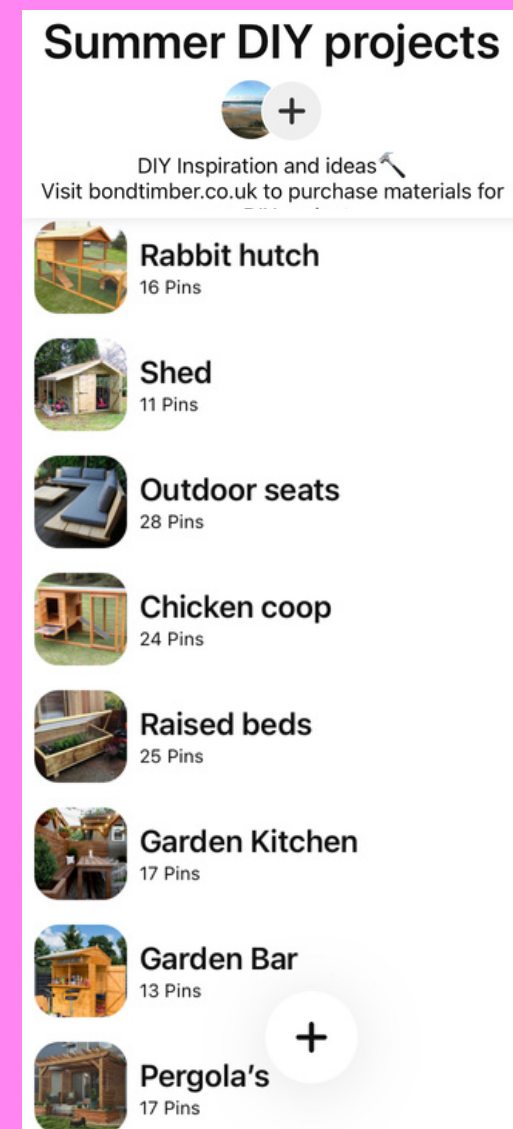 Summer DIY projects
DIY Inspiration and ideas🔨
Visit bondtimber.co.uk to purchase materials for
Rabbit hutch
16 Pins
Shed
11 Pins
Outdoor seats
28 Pins
Chicken coop
24 Pins
Raised beds
25 Pins
Garden Kitchen
17 Pins
Garden Bar
13 Pins
Pergola’s
17 Pins